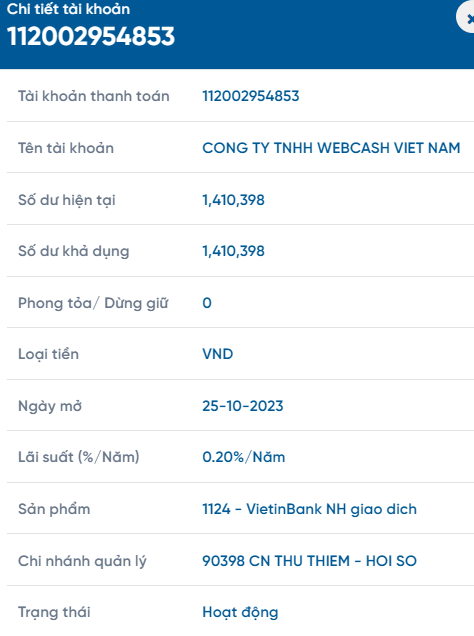 Chi tiết tài khoản
112002954853
Tài khoản thanh toán 112002954853
Tên tài khoản CONG TY TNHH WEBCASH VIET NAM
Số dư hiện tại 1,410,398
Số dư khả dụng 1,410,398
Phong tỏa/ Dừng giữ 0
Loại tiền VND
Ngày mở 25-10-2023
Lãi suất (%/Năm) 0.20%/Năm
Sản phẩm 1124 - VietinBank NH giao dich
Chi nhánh quản lý 90398 CN THU THIEM - HOI SO
Trạng thái Hoạt động